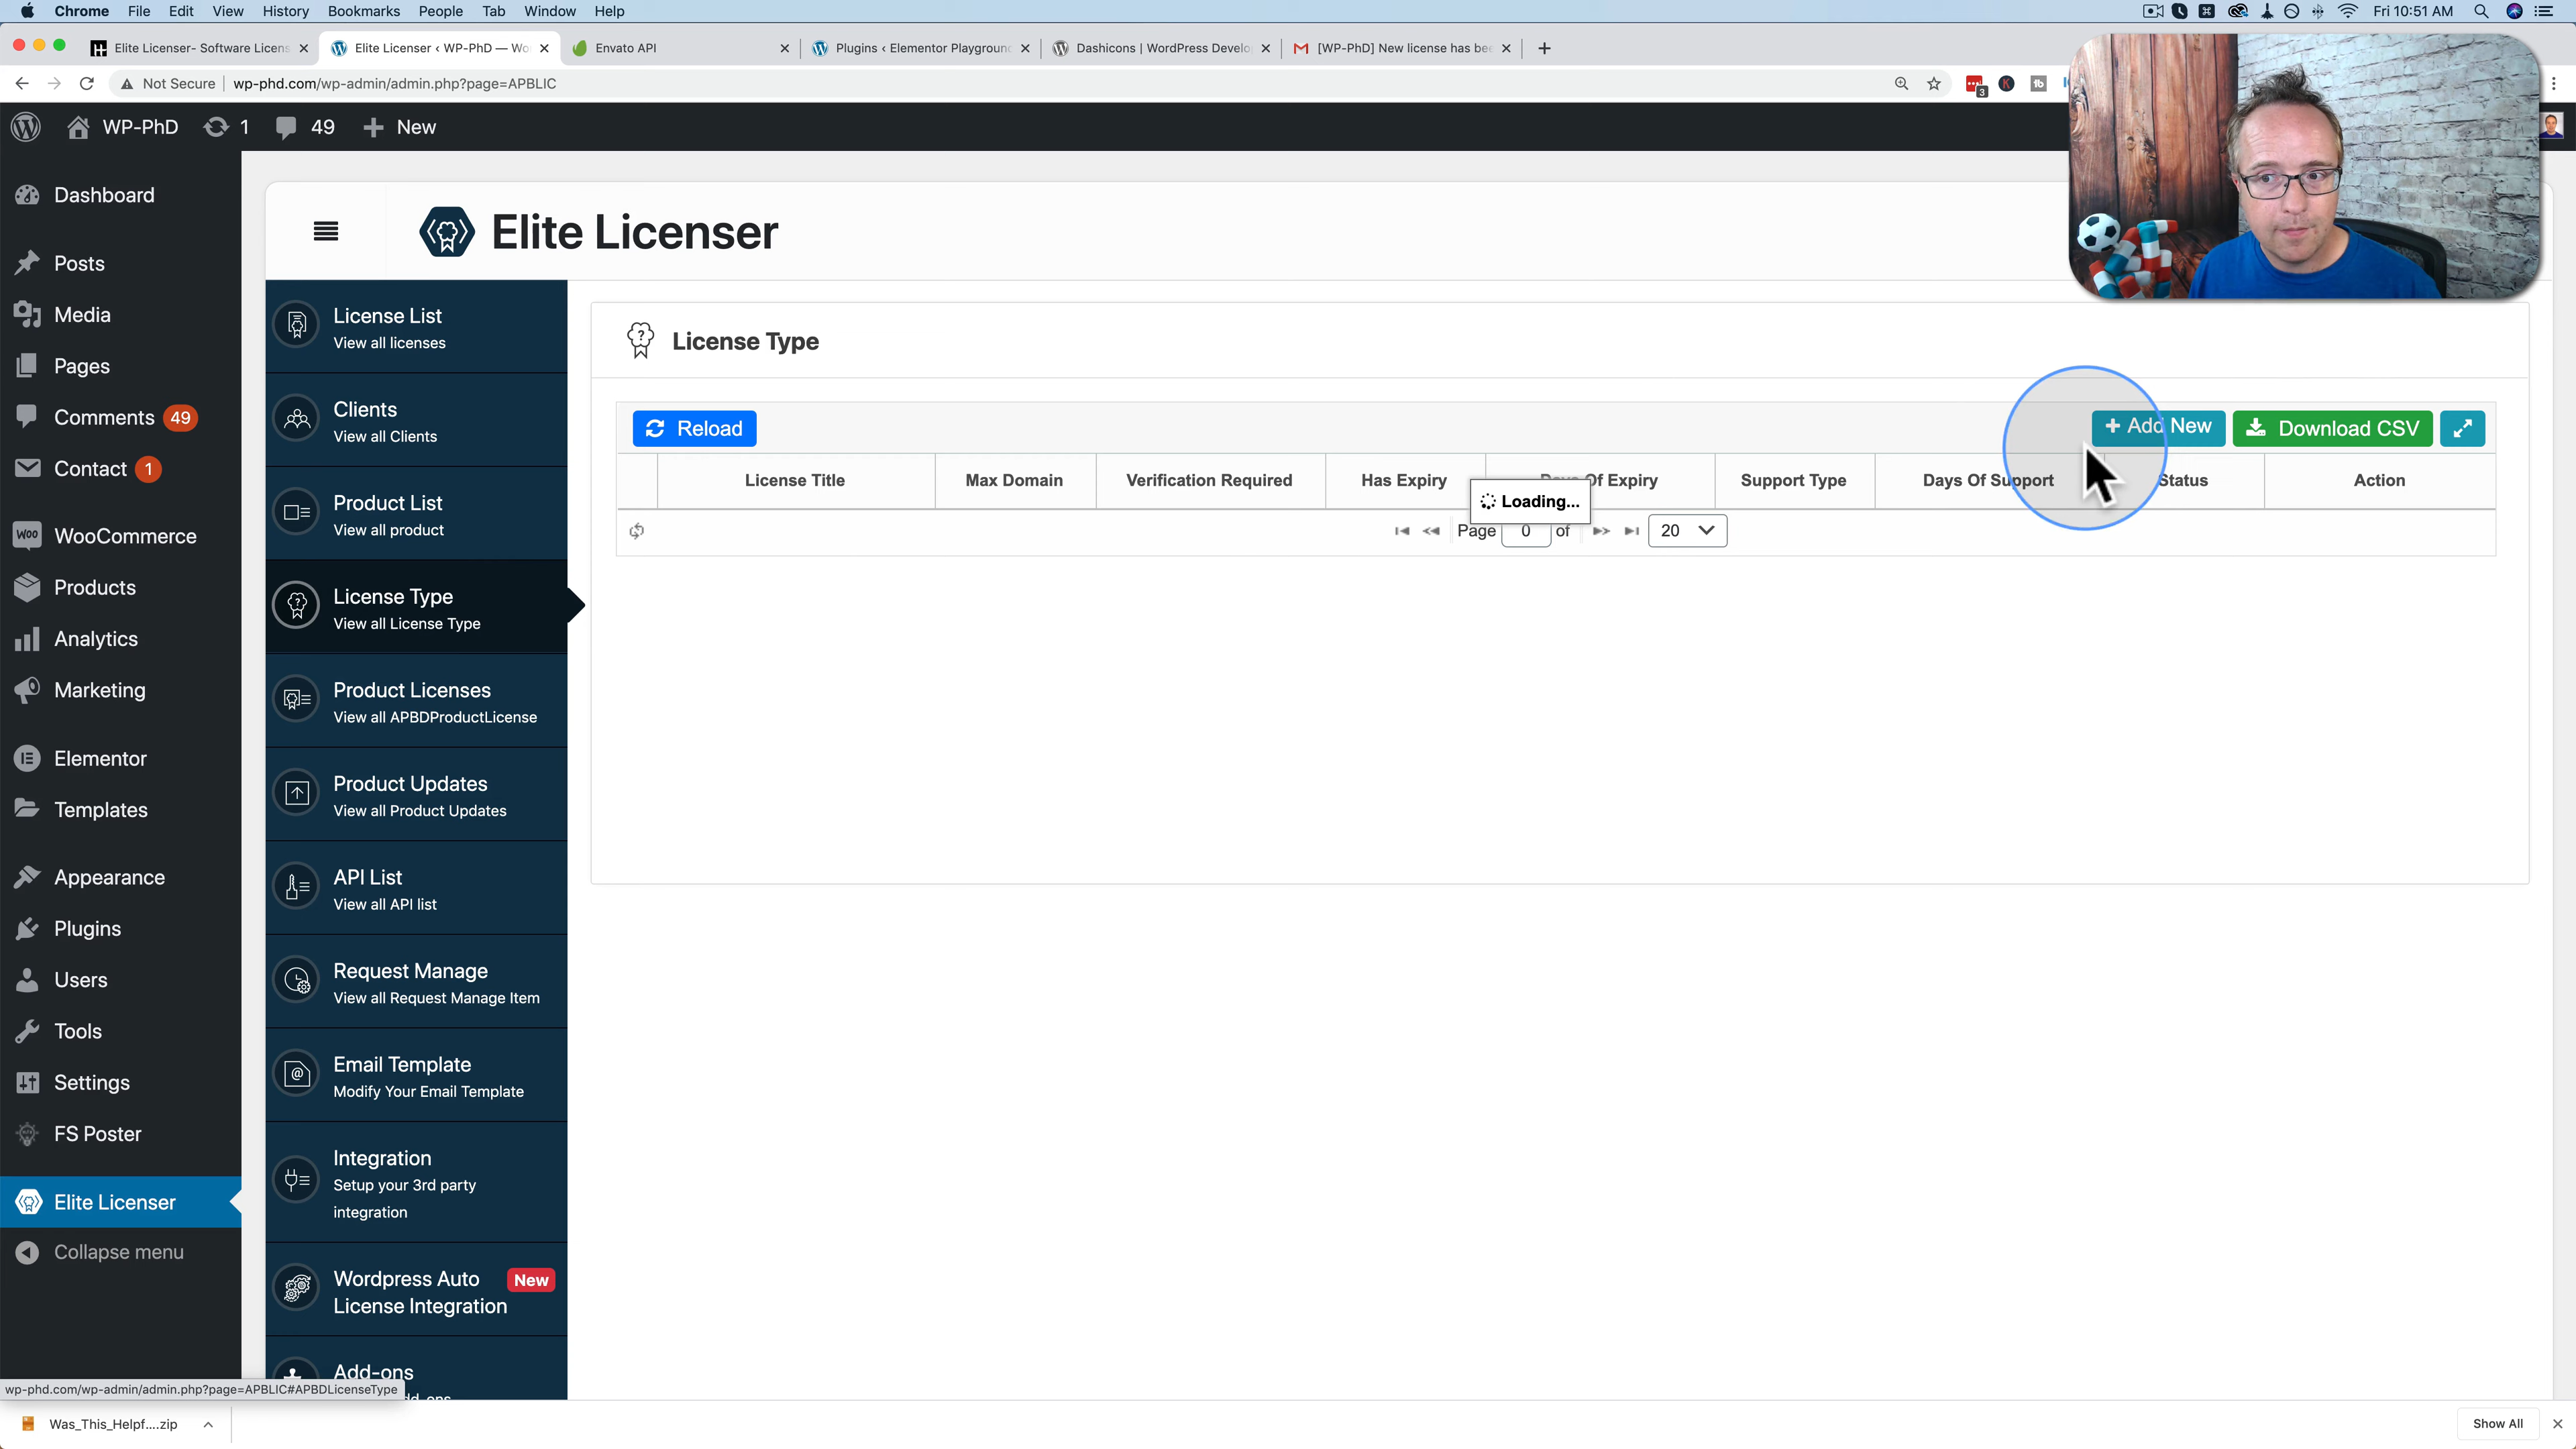 Chrome File Edit View History Bookmarks People Tab Window Help
Fri 10:51 AM
Elite Licenser- Software Licens
Elite Licenser ‹ WP-PhD — Wo
Envato API
Plugins ‹ Elementor Playground
Dashicons | WordPress Develo
[WP-PhD] New license has bee
Not Secure | wp-phd.com/wp-admin/admin.php?page=APBLIC
3
WP-PhD 1 49 + New
Dashboard
Posts
Media
Pages
Comments 49
Contact 1
WooCommerce
Products
Analytics
Marketing
Elementor
Templates
Appearance
Plugins
Users
Tools
Settings
FS Poster
Elite Licenser
Collapse menu
Elite Licenser
License List
View all licenses
Clients
View all Clients
Product List
View all product
License Type
View all License Type
Product Licenses
View all APBDProductLicense
Product Updates
View all Product Updates
API List
View all API list
Request Manage
View all Request Manage Item
Email Template
Modify Your Email Template
Integration
Setup your 3rd party
integration
Wordpress Auto New
License Integration
Add-ons
License Type
Reload
+ Add New
Download CSV
License Title Max Domain Verification Required Has Expiry Days Of Expiry Support Type Days Of Support Status Action
Loading...
Page 0 of 20
wp-phd.com/wp-admin/admin.php?page=APBLIC#APBDLicenseType
Was_This_Helpf....zip
Show All